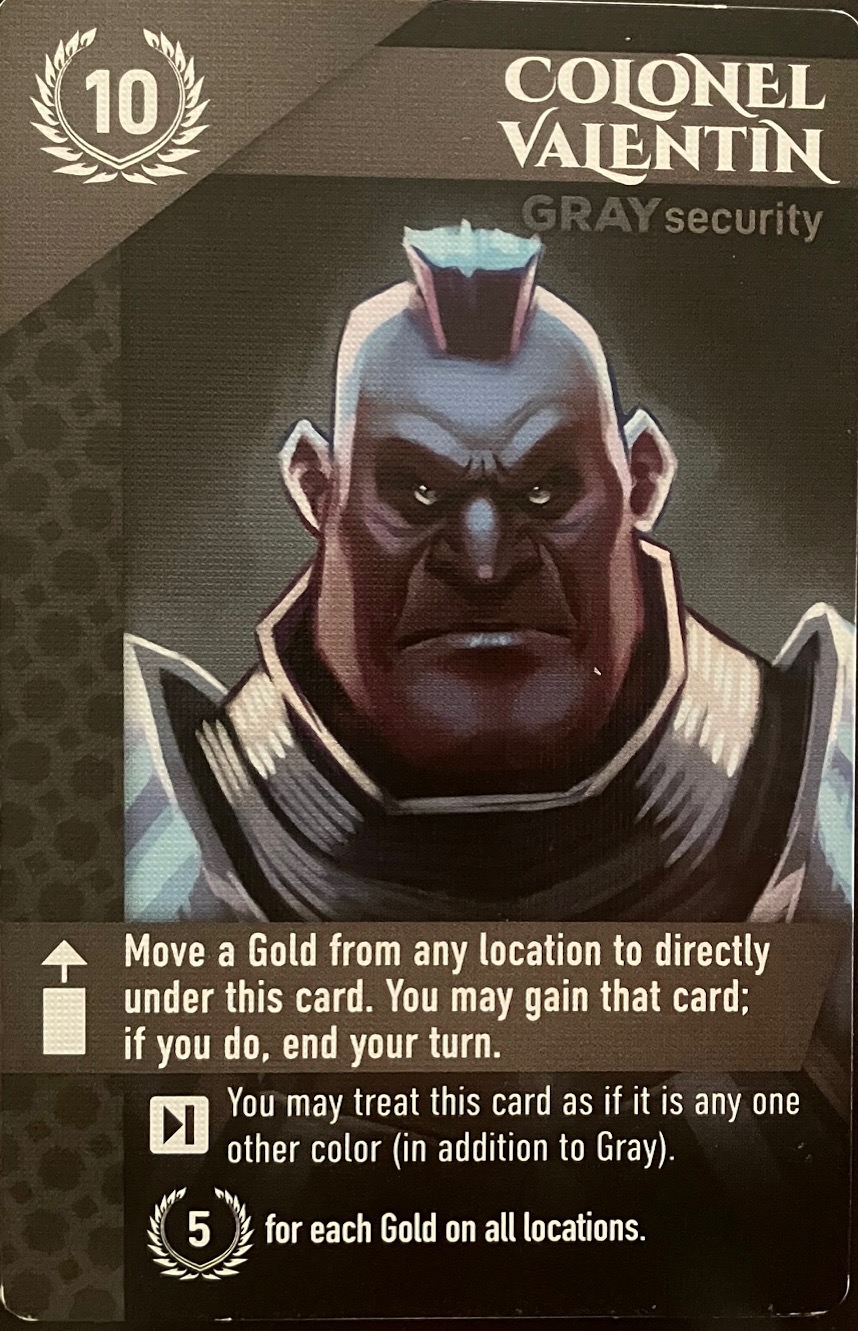 10
COLONEL
VALENTIN
GRAY security
Move a Gold from any location to directly
under this card. You may gain that card;
if you do, end your turn.
You may treat this card as if it is any one
other color (in addition to Gray).
5 for each Gold on all locations.